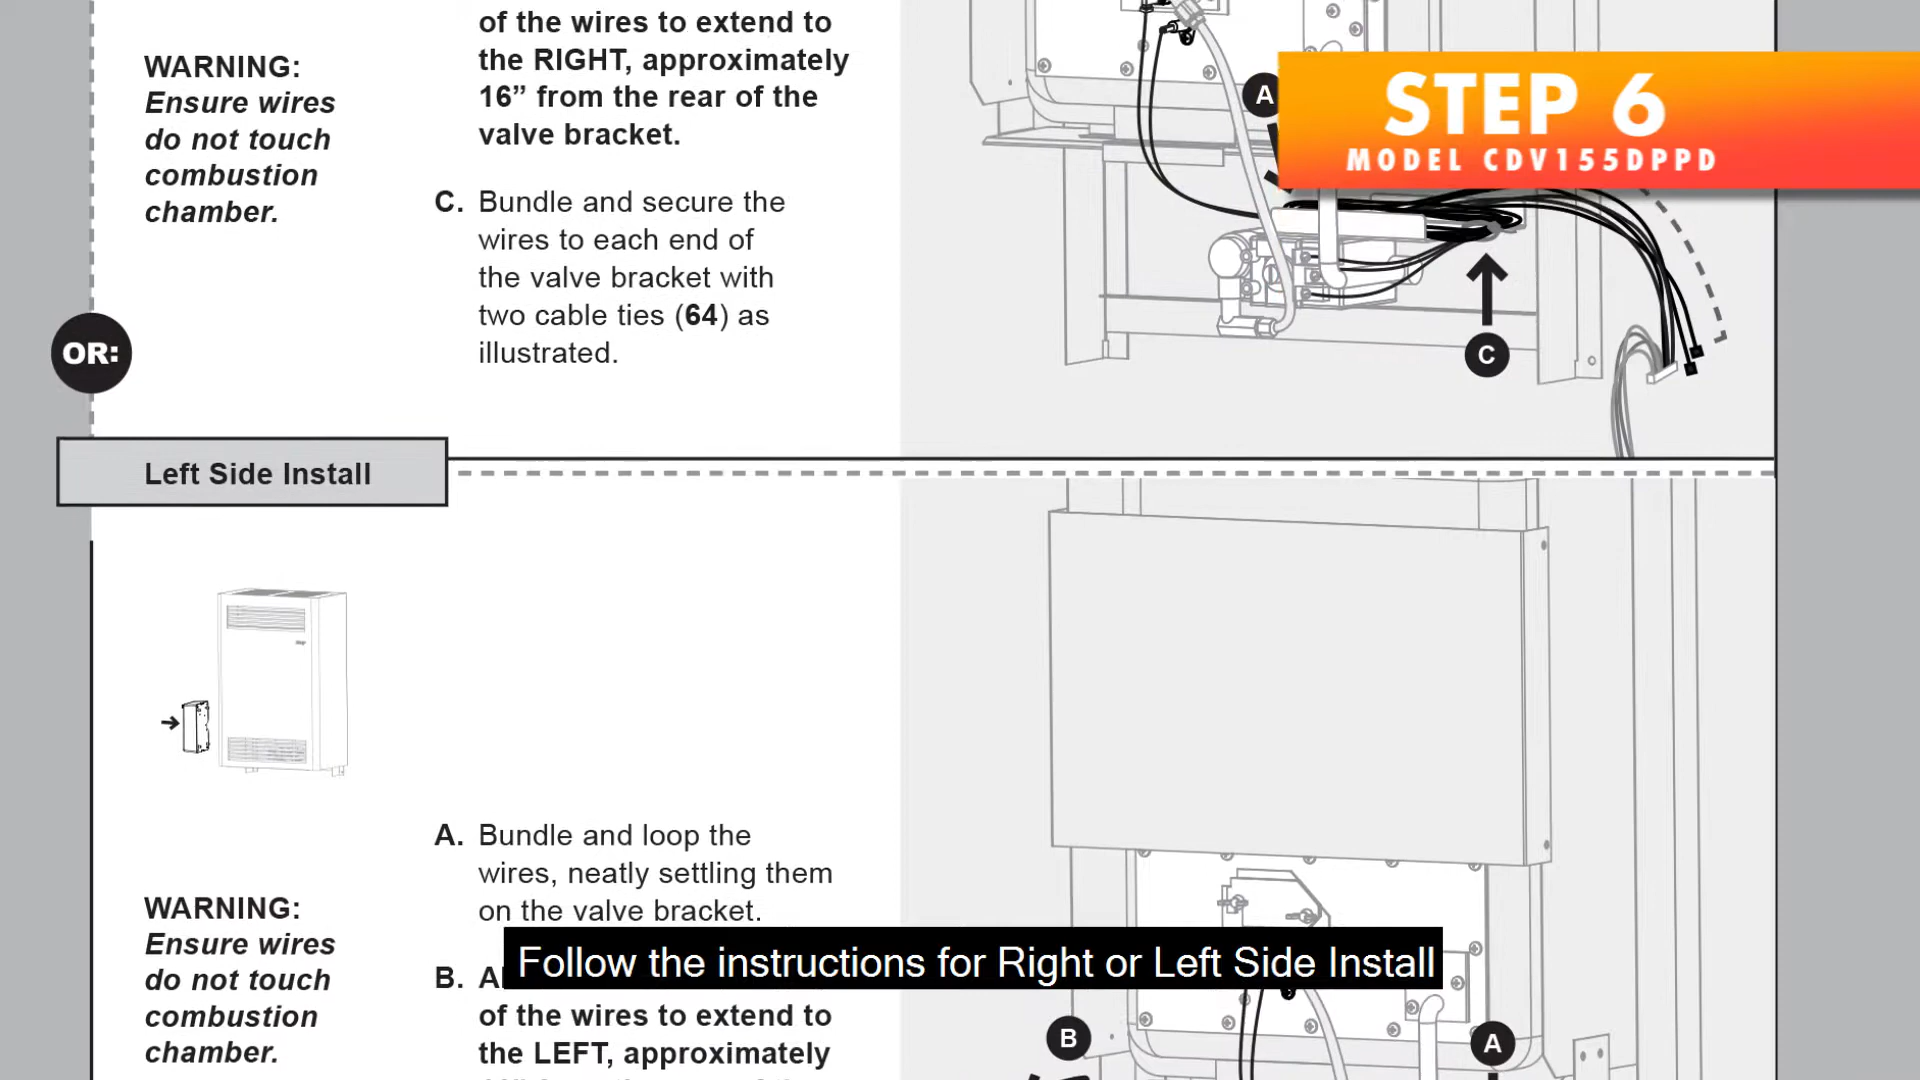 of the wires to extend to
the RIGHT, approximately
16” from the rear of the
valve bracket.
WARNING:
Ensure wires
do not touch
combustion
chamber.
C. Bundle and secure the
wires to each end of
the valve bracket with
two cable ties (64) as
illustrated.
A
STEP 6
MODEL CDV155DPPD
C
OR:
Left Side Install
A. Bundle and loop the
wires, neatly settling them
on the valve bracket.
WARNING:
Ensure wires
do not touch
combustion
chamber.
B.
of the wires to extend to
the LEFT, approximately
B
A
Follow the instructions for Right or Left Side Install